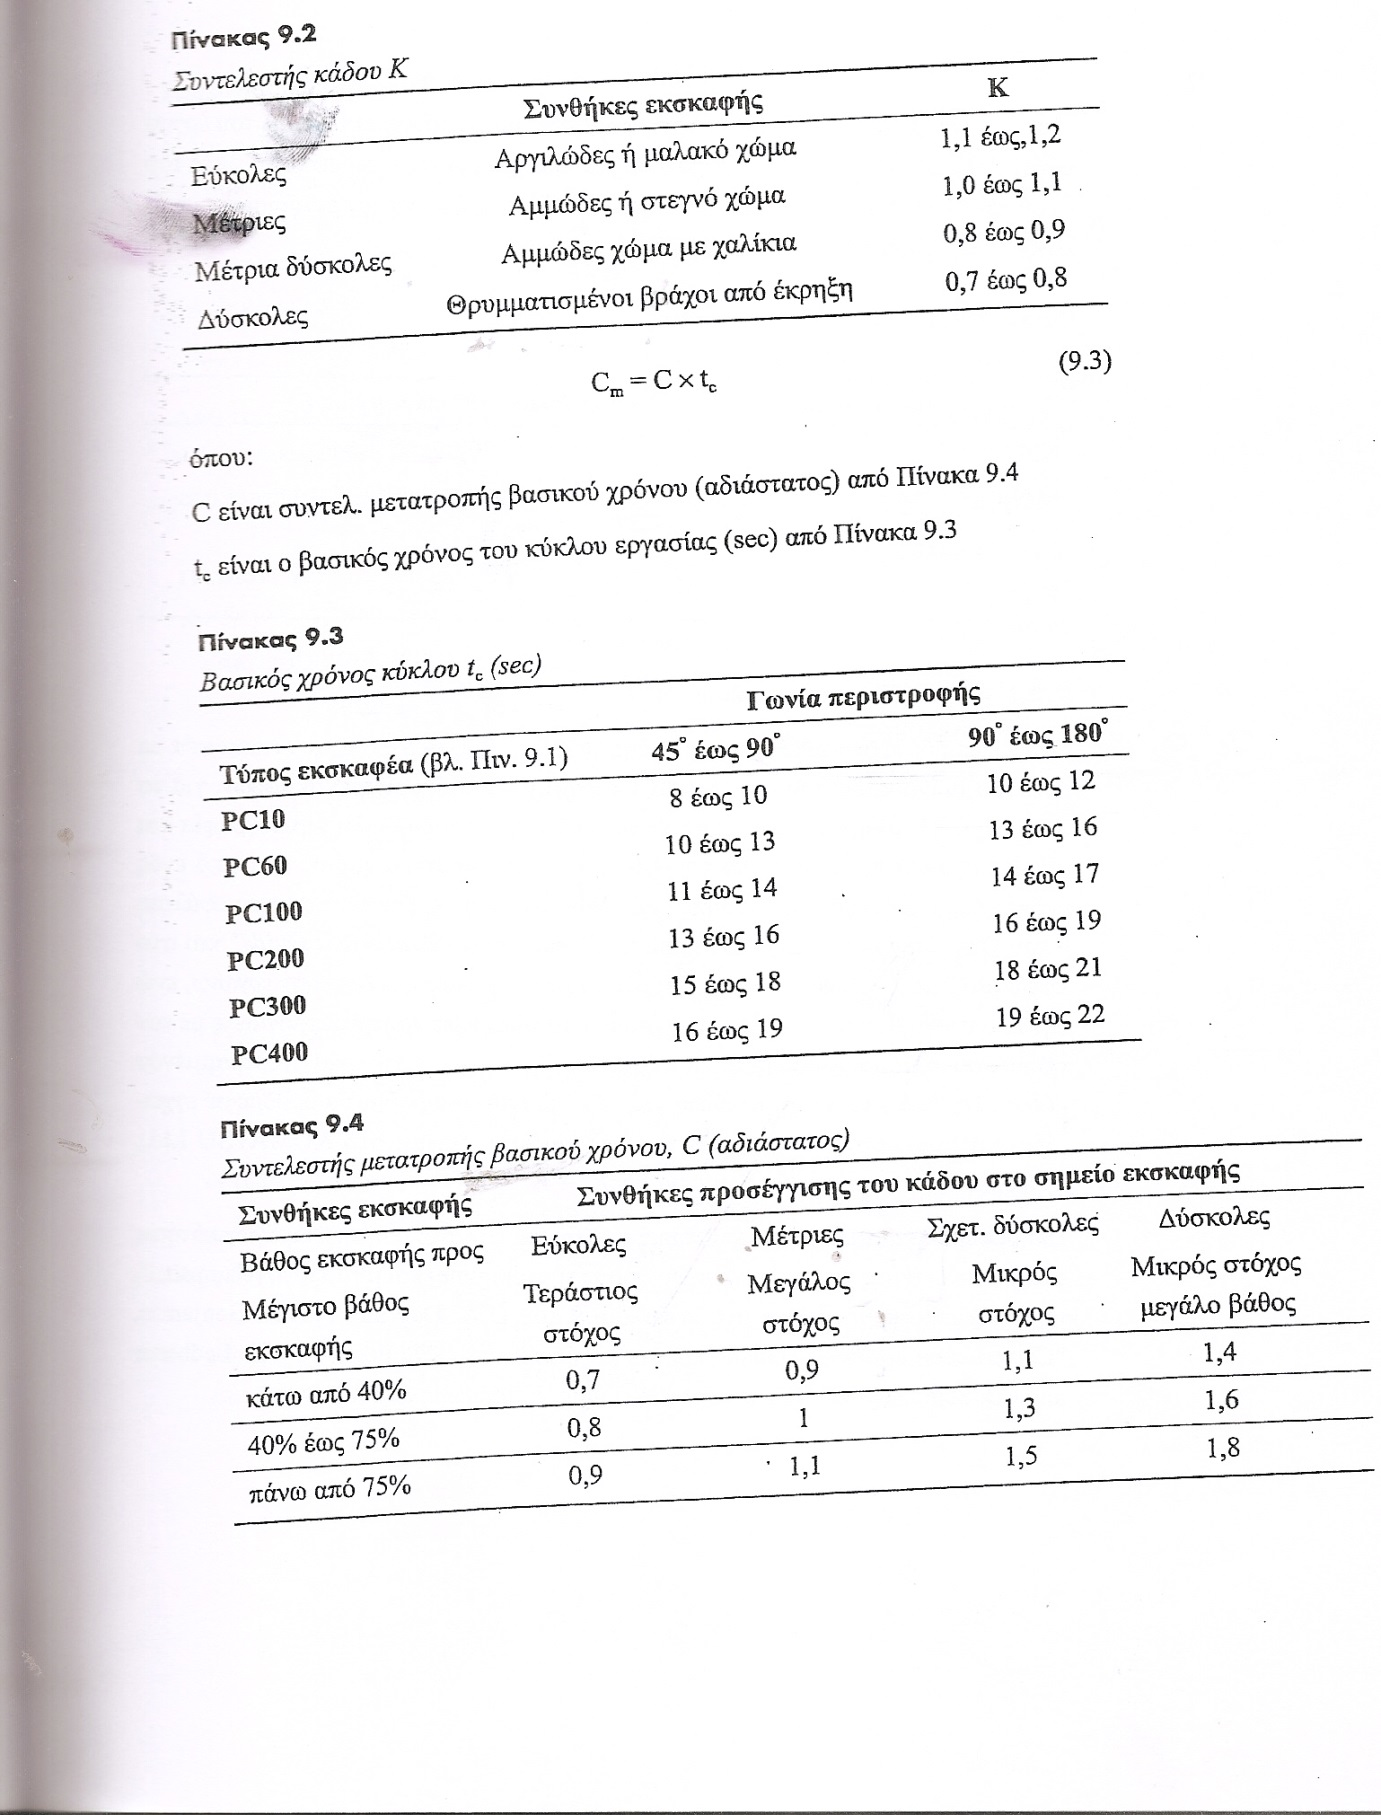 Πίνακας 9.2
Συντελεστής κάδου Κ
Συνθήκες εκσκαφής Κ
Εύκολες Αργιλώδες ή μαλακό χώμα 1,1 έως,1,2
Μέτριες Αμμώδες ή στεγνό χώμα 1,0 έως 1,1
Μέτρια δύσκολες Αμμώδες χώμα με χαλίκια 0,8 έως 0,9
Δύσκολες Θρυμματισμένοι βράχοι από έκρηξη 0,7 έως 0,8
Cm = C × tc (9.3)
όπου:
C είναι συντελ. μετατροπής βασικού χρόνου (αδιάστατος) από Πίνακα 9.4
tc είναι ο βασικός χρόνος του κύκλου εργασίας (sec) από Πίνακα 9.3
Πίνακας 9.3
Βασικός χρόνος κύκλου tc (sec)
Γωνία περιστροφής
Τύπος εκσκαφέα (βλ. Πιν. 9.1) 45° έως 90° 90° έως 180°
PC10 8 έως 10 10 έως 12
PC60 10 έως 13 13 έως 16
PC100 11 έως 14 14 έως 17
PC200 13 έως 16 16 έως 19
PC300 15 έως 18 18 έως 21
PC400 16 έως 19 19 έως 22
Πίνακας 9.4
Συντελεστής μετατροπής βασικού χρόνου, C (αδιάστατος)
Συνθήκες εκσκαφής Συνθήκες προσέγγισης του κάδου στο σημείο εκσκαφής
Βάθος εκσκαφής προς Εύκολες Μέτριες Σχετ. δύσκολες Δύσκολες
Μέγιστο βάθος Τεράστιος Μεγάλος Μικρός Μικρός στόχος
εκσκαφής στόχος στόχος στόχος μεγάλο βάθος
κάτω από 40% 0,7 0,9 1,1 1,4
40% έως 75% 0,8 1 1,3 1,6
πάνω από 75% 0,9 1,1 1,5 1,8